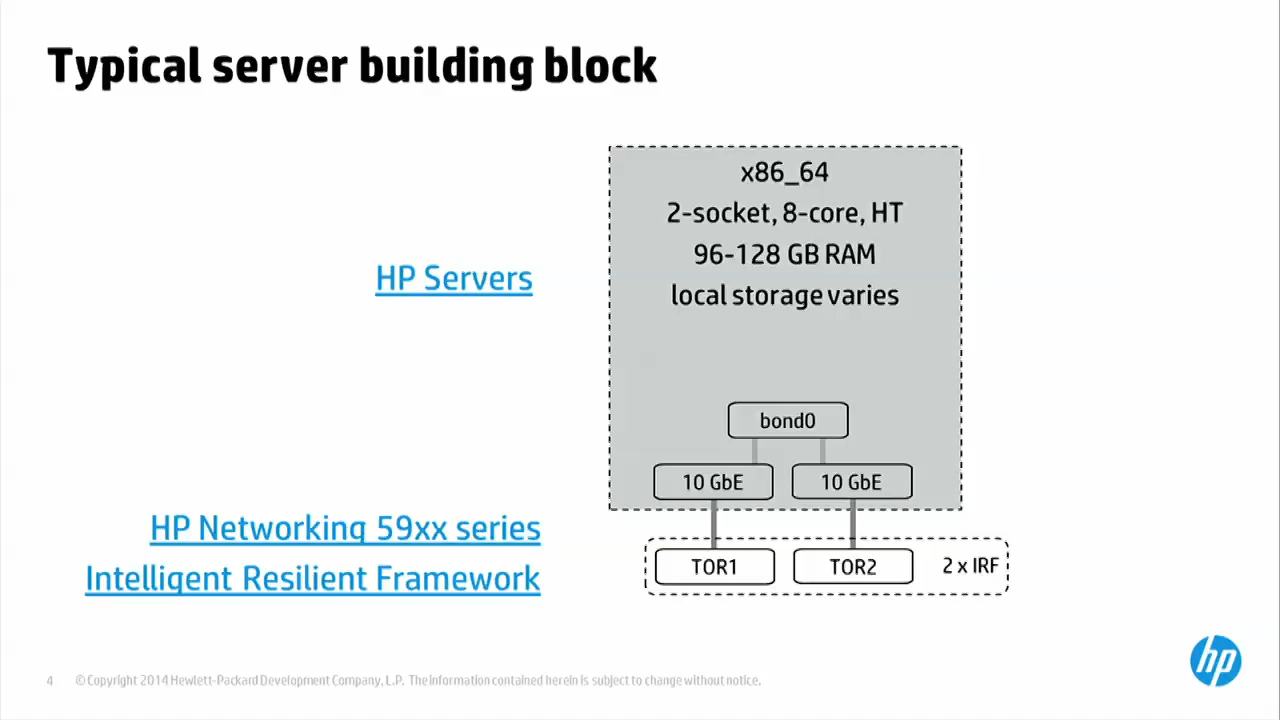 Typical server building block
x86_64
2-socket, 8-core, HT
96-128 GB RAM
local storage varies
HP Servers
bond0
10 GbE
10 GbE
HP Networking 59xx series
Intelligent Resilient Framework
TOR1
TOR2
2 x IRF
4
© Copyright 2014 Hewlett-Packard Development Company, L.P. The information contained herein is subject to change without notice.
hp